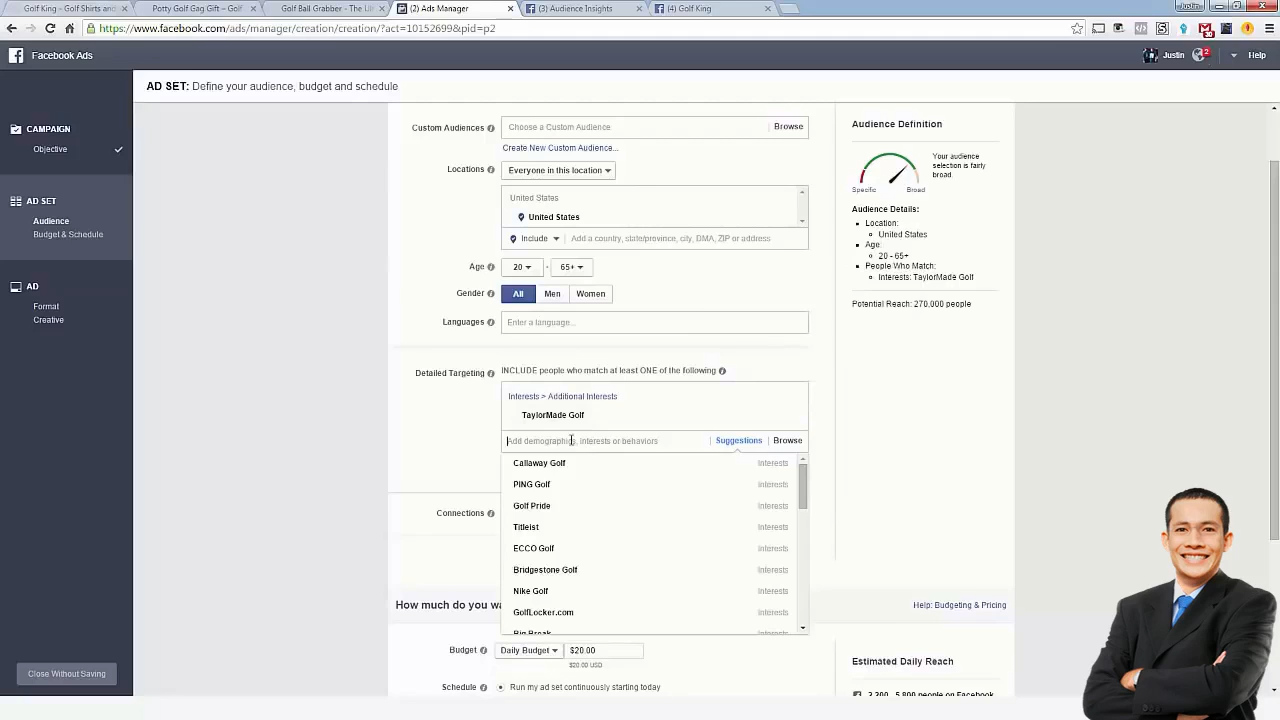 Golf King – Golf Shirts and
Potty Golf Gag Gift – Golf
Golf Ball Grabber - The Ul
(2) Ads Manager
(3) Audience Insights
(4) Golf King
Justin
https://www.facebook.com/ads/manager/creation/creation/?act=10152699&pid=p2
30
Facebook Ads
Justin
2
Help
AD SET: Define your audience, budget and schedule
CAMPAIGN
Objective
AD SET
Audience
Budget & Schedule
AD
Format
Creative
Close Without Saving
Custom Audiences
Choose a Custom Audience
Browse
Create New Custom Audience...
Locations
Everyone in this location
United States
United States
Include
Add a country, state/province, city, DMA, ZIP or address
Age
20
-
65+
Gender
All
Men
Women
Languages
Enter a language...
Detailed Targeting
INCLUDE people who match at least ONE of the following
Interests > Additional Interests
TaylorMade Golf
Add demographics, interests or behaviors
Suggestions
Browse
Callaway Golf Interests
PING Golf Interests
Golf Pride Interests
Titleist Interests
ECCO Golf Interests
Bridgestone Golf Interests
Nike Golf Interests
GolfLocker.com Interests
Big Break Interests
Connections
How much do you wa
Help: Budgeting & Pricing
Budget
Daily Budget
$20.00
$20.00 USD
Schedule
Run my ad set continuously starting today
Audience Definition
Your audience
selection is fairly
broad.
Specific
Broad
Audience Details:
Location:
United States
Age:
20 - 65+
People Who Match:
Interests: TaylorMade Golf
Potential Reach: 270,000 people
Estimated Daily Reach
2,200 - 5,800 people on Facebook